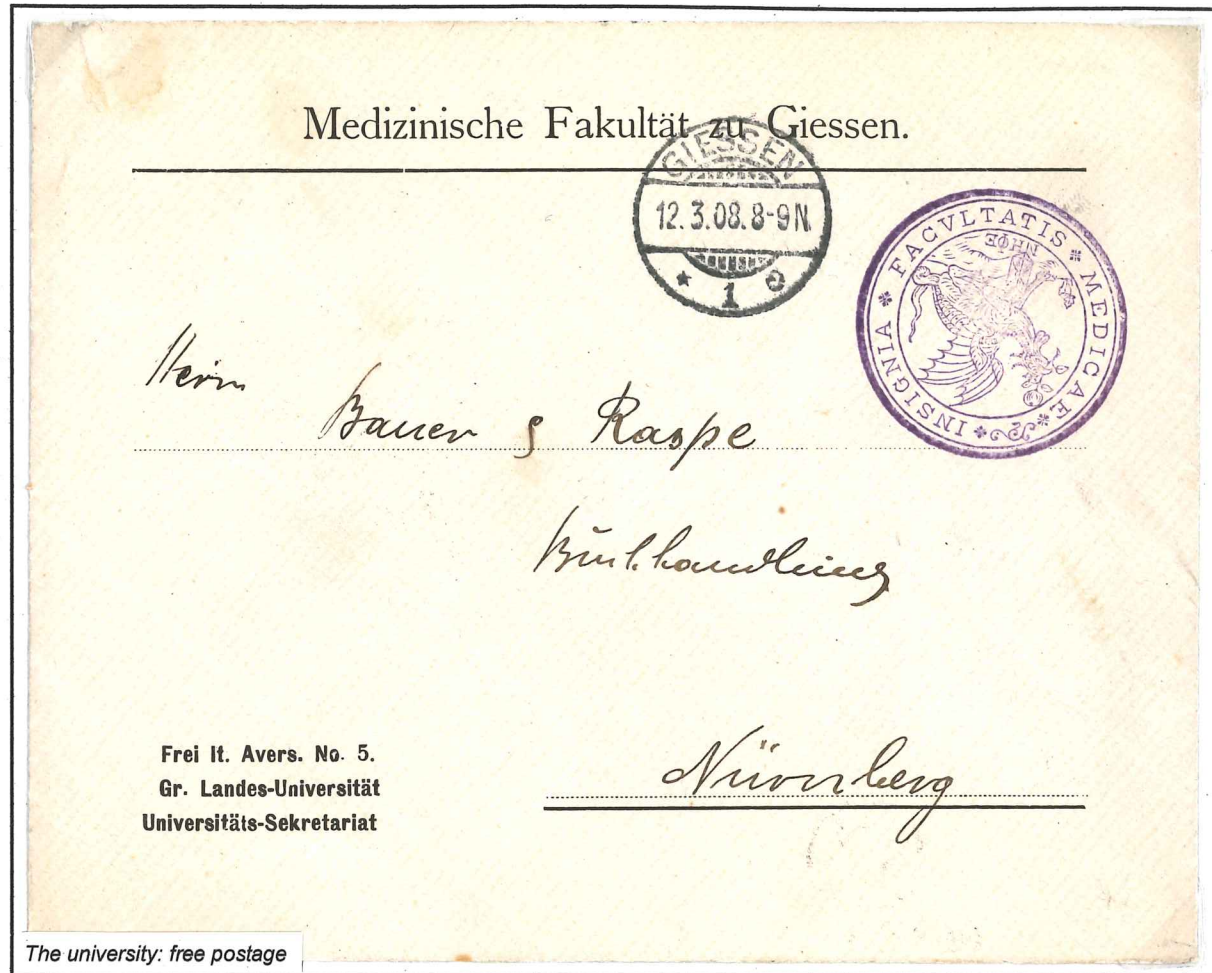 Medizinische Fakultät zu Giessen.
GIESSEN
12.3.08.8-9N.
* 1 e
INSIGNIA * FACVLTATIS * MEDICAE
ΝΗΦΕ
Herrn
Bauer & Raspe
Buchhandlung
Nürnberg
Frei lt. Avers. No. 5.
Gr. Landes-Universität
Universitäts-Sekretariat
The university: free postage